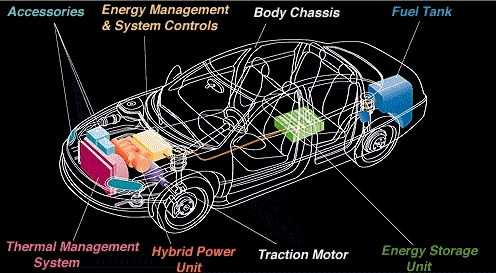 Accessories
Energy Management
& System Controls
Body Chassis
Fuel Tank
Thermal Management
System
Hybrid Power
Unit
Traction Motor
Energy Storage
Unit